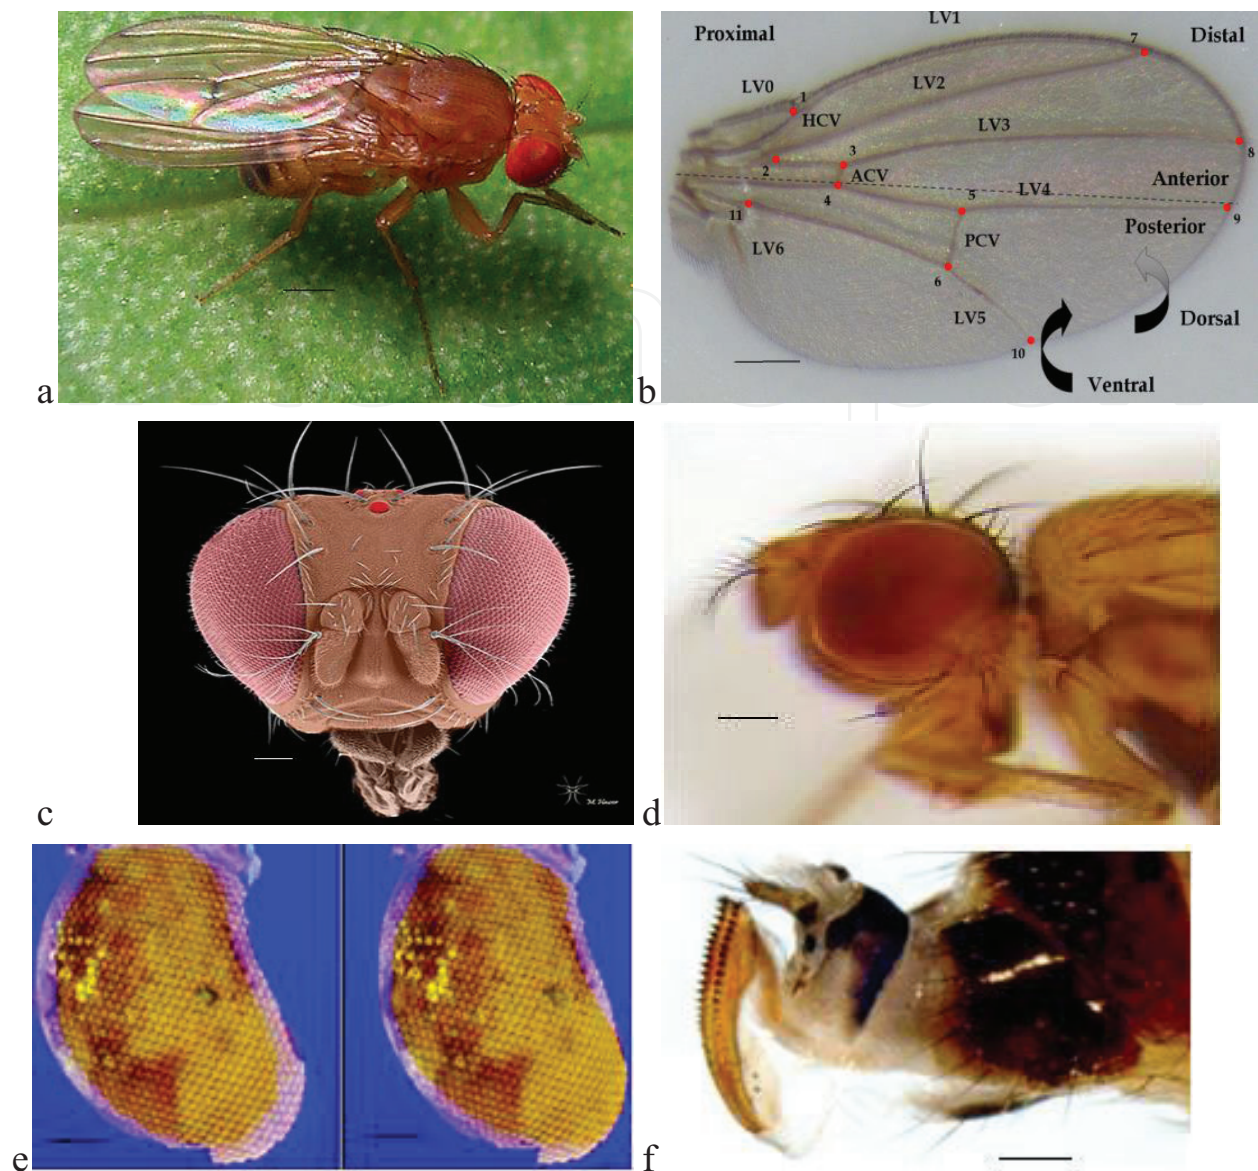 a
b
LV1
Proximal
7
Distal
LV0
LV2
1
HCV
LV3
2
3
8
ACV
Anterior
4
5
LV4
11
9
Posterior
LV6
PCV
6
LV5
Dorsal
10
Ventral
c
d
e
f